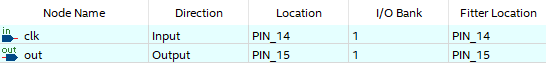 Node Name Direction Location I/O Bank Fitter Location
in clk Input PIN_14 1 PIN_14
out out Output PIN_15 1 PIN_15